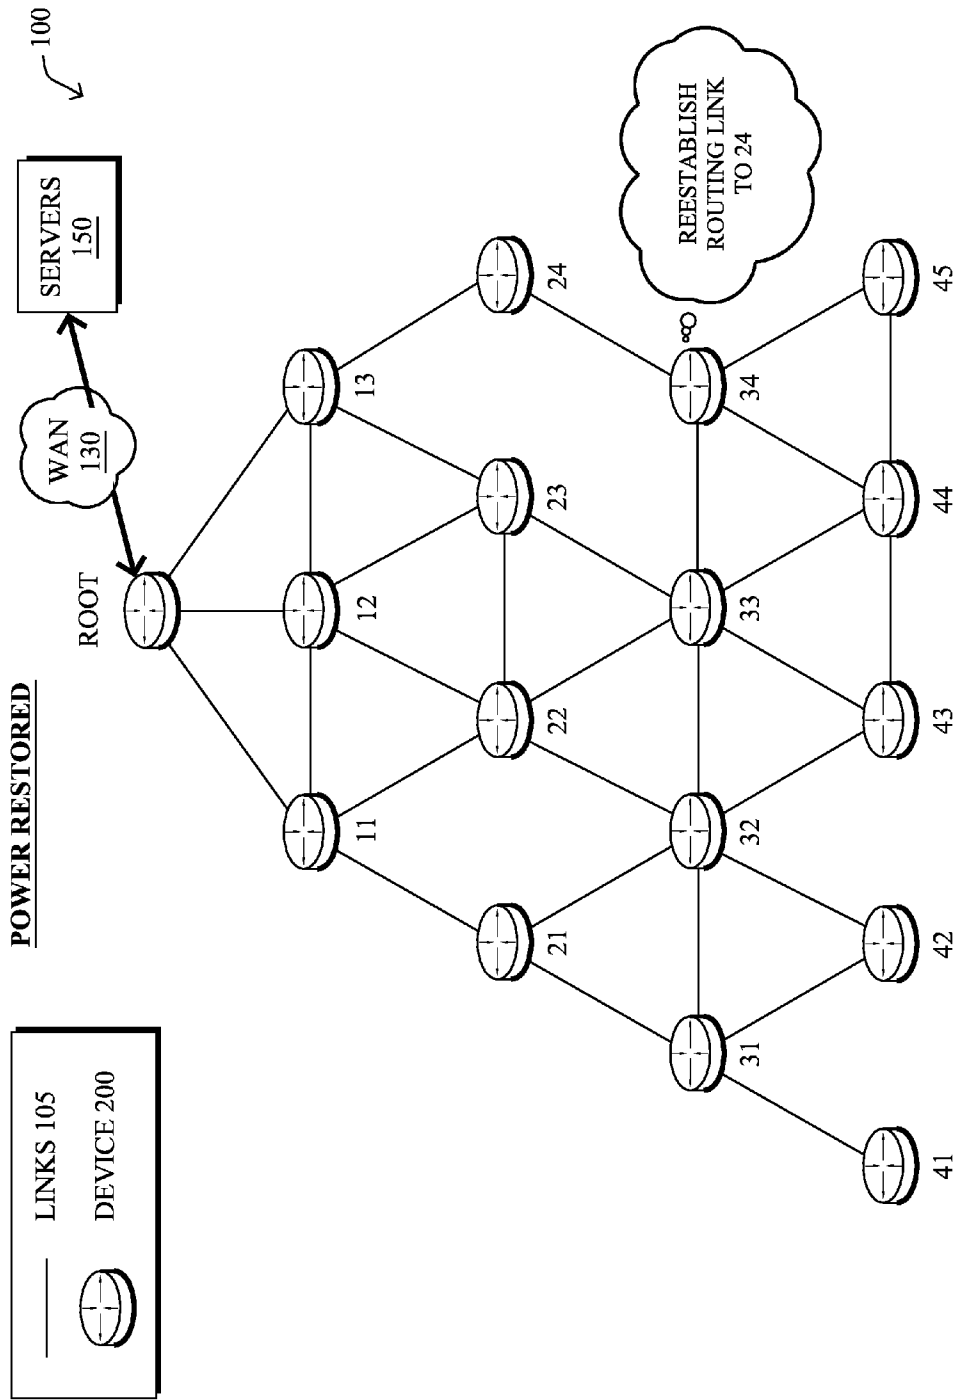 POWER RESTORED
100
LINKS 105
DEVICE 200
WAN
130
SERVERS
150
ROOT
11
12
13
21
22
23
24
31
32
33
34
REESTABLISH
ROUTING LINK
TO 24
41
42
43
44
45